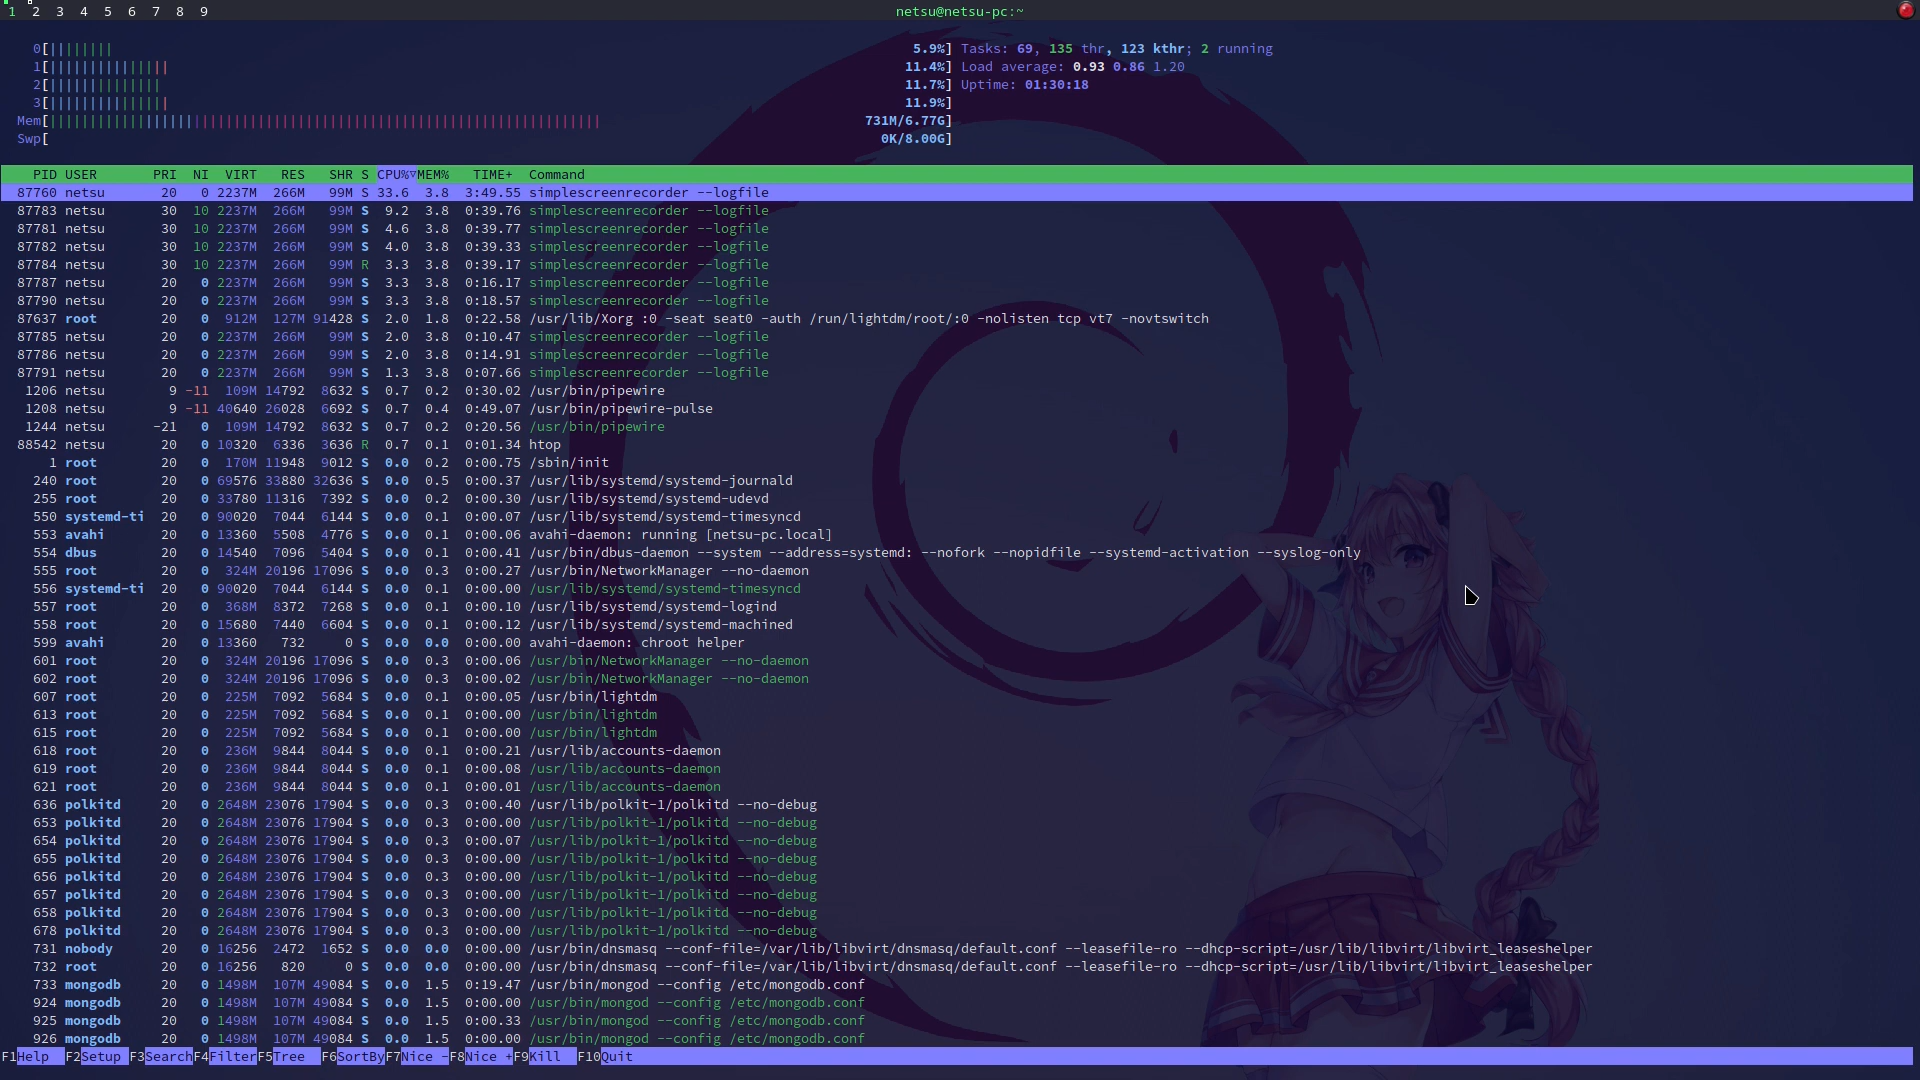 1 2 3 4 5 6 7 8 9 netsu@netsu-pc:~
0[|||||||| 5.9%] Tasks: 69, 135 thr, 123 kthr; 2 running
1[||||||||||||||| 11.4%] Load average: 0.93 0.86 1.20
2[|||||||||||||| 11.7%] Uptime: 01:30:18
3[||||||||||||||| 11.9%]
Mem[||||||||||||||||||||||||||||||||||||||||||||||||||||||||||||||||||||| 731M/6.77G]
Swp[ 0K/8.00G]
PID USER PRI NI VIRT RES SHR S CPU%▽MEM% TIME+ Command
87760 netsu 20 0 2237M 266M 99M S 33.6 3.8 3:49.55 simplescreenrecorder --logfile
87783 netsu 30 10 2237M 266M 99M S 9.2 3.8 0:39.76 simplescreenrecorder --logfile
87781 netsu 30 10 2237M 266M 99M S 4.6 3.8 0:39.77 simplescreenrecorder --logfile
87782 netsu 30 10 2237M 266M 99M S 4.0 3.8 0:39.33 simplescreenrecorder --logfile
87784 netsu 30 10 2237M 266M 99M R 3.3 3.8 0:39.17 simplescreenrecorder --logfile
87787 netsu 20 0 2237M 266M 99M S 3.3 3.8 0:16.17 simplescreenrecorder --logfile
87790 netsu 20 0 2237M 266M 99M S 3.3 3.8 0:18.57 simplescreenrecorder --logfile
87637 root 20 0 912M 127M 91428 S 2.0 1.8 0:22.58 /usr/lib/Xorg :0 -seat seat0 -auth /run/lightdm/root/:0 -nolisten tcp vt7 -novtswitch
87785 netsu 20 0 2237M 266M 99M S 2.0 3.8 0:10.47 simplescreenrecorder --logfile
87786 netsu 20 0 2237M 266M 99M S 2.0 3.8 0:14.91 simplescreenrecorder --logfile
87791 netsu 20 0 2237M 266M 99M S 1.3 3.8 0:07.66 simplescreenrecorder --logfile
1206 netsu 9 -11 109M 14792 8632 S 0.7 0.2 0:30.02 /usr/bin/pipewire
1208 netsu 9 -11 40640 26028 6692 S 0.7 0.4 0:49.07 /usr/bin/pipewire-pulse
1244 netsu -21 0 109M 14792 8632 S 0.7 0.2 0:20.56 /usr/bin/pipewire
88542 netsu 20 0 10320 6336 3636 R 0.7 0.1 0:01.34 htop
1 root 20 0 170M 11948 9012 S 0.0 0.2 0:00.75 /sbin/init
240 root 20 0 69576 33880 32636 S 0.0 0.5 0:00.37 /usr/lib/systemd/systemd-journald
255 root 20 0 33780 11316 7392 S 0.0 0.2 0:00.30 /usr/lib/systemd/systemd-udevd
550 systemd-ti 20 0 90020 7044 6144 S 0.0 0.1 0:00.07 /usr/lib/systemd/systemd-timesyncd
553 avahi 20 0 13360 5508 4776 S 0.0 0.1 0:00.06 avahi-daemon: running [netsu-pc.local]
554 dbus 20 0 14540 7096 5404 S 0.0 0.1 0:00.41 /usr/bin/dbus-daemon --system --address=systemd: --nofork --nopidfile --systemd-activation --syslog-only
555 root 20 0 324M 20196 17096 S 0.0 0.3 0:00.27 /usr/bin/NetworkManager --no-daemon
556 systemd-ti 20 0 90020 7044 6144 S 0.0 0.1 0:00.00 /usr/lib/systemd/systemd-timesyncd
557 root 20 0 368M 8372 7268 S 0.0 0.1 0:00.10 /usr/lib/systemd/systemd-logind
558 root 20 0 15680 7440 6604 S 0.0 0.1 0:00.12 /usr/lib/systemd/systemd-machined
599 avahi 20 0 13360 732 0 S 0.0 0.0 0:00.00 avahi-daemon: chroot helper
601 root 20 0 324M 20196 17096 S 0.0 0.3 0:00.06 /usr/bin/NetworkManager --no-daemon
602 root 20 0 324M 20196 17096 S 0.0 0.3 0:00.02 /usr/bin/NetworkManager --no-daemon
607 root 20 0 225M 7092 5684 S 0.0 0.1 0:00.05 /usr/bin/lightdm
613 root 20 0 225M 7092 5684 S 0.0 0.1 0:00.00 /usr/bin/lightdm
615 root 20 0 225M 7092 5684 S 0.0 0.1 0:00.00 /usr/bin/lightdm
618 root 20 0 236M 9844 8044 S 0.0 0.1 0:00.21 /usr/lib/accounts-daemon
619 root 20 0 236M 9844 8044 S 0.0 0.1 0:00.08 /usr/lib/accounts-daemon
621 root 20 0 236M 9844 8044 S 0.0 0.1 0:00.01 /usr/lib/accounts-daemon
636 polkitd 20 0 2648M 23076 17904 S 0.0 0.3 0:00.40 /usr/lib/polkit-1/polkitd --no-debug
653 polkitd 20 0 2648M 23076 17904 S 0.0 0.3 0:00.00 /usr/lib/polkit-1/polkitd --no-debug
654 polkitd 20 0 2648M 23076 17904 S 0.0 0.3 0:00.07 /usr/lib/polkit-1/polkitd --no-debug
655 polkitd 20 0 2648M 23076 17904 S 0.0 0.3 0:00.00 /usr/lib/polkit-1/polkitd --no-debug
656 polkitd 20 0 2648M 23076 17904 S 0.0 0.3 0:00.00 /usr/lib/polkit-1/polkitd --no-debug
657 polkitd 20 0 2648M 23076 17904 S 0.0 0.3 0:00.00 /usr/lib/polkit-1/polkitd --no-debug
658 polkitd 20 0 2648M 23076 17904 S 0.0 0.3 0:00.00 /usr/lib/polkit-1/polkitd --no-debug
678 polkitd 20 0 2648M 23076 17904 S 0.0 0.3 0:00.00 /usr/lib/polkit-1/polkitd --no-debug
731 nobody 20 0 16256 2472 1652 S 0.0 0.0 0:00.00 /usr/bin/dnsmasq --conf-file=/var/lib/libvirt/dnsmasq/default.conf --leasefile-ro --dhcp-script=/usr/lib/libvirt/libvirt_leaseshelper
732 root 20 0 16256 820 0 S 0.0 0.0 0:00.00 /usr/bin/dnsmasq --conf-file=/var/lib/libvirt/dnsmasq/default.conf --leasefile-ro --dhcp-script=/usr/lib/libvirt/libvirt_leaseshelper
733 mongodb 20 0 1498M 107M 49084 S 0.0 1.5 0:19.47 /usr/bin/mongod --config /etc/mongodb.conf
924 mongodb 20 0 1498M 107M 49084 S 0.0 1.5 0:00.00 /usr/bin/mongod --config /etc/mongodb.conf
925 mongodb 20 0 1498M 107M 49084 S 0.0 1.5 0:00.33 /usr/bin/mongod --config /etc/mongodb.conf
926 mongodb 20 0 1498M 107M 49084 S 0.0 1.5 0:00.00 /usr/bin/mongod --config /etc/mongodb.conf
F1Help F2Setup F3SearchF4FilterF5Tree F6SortByF7Nice -F8Nice +F9Kill F10Quit